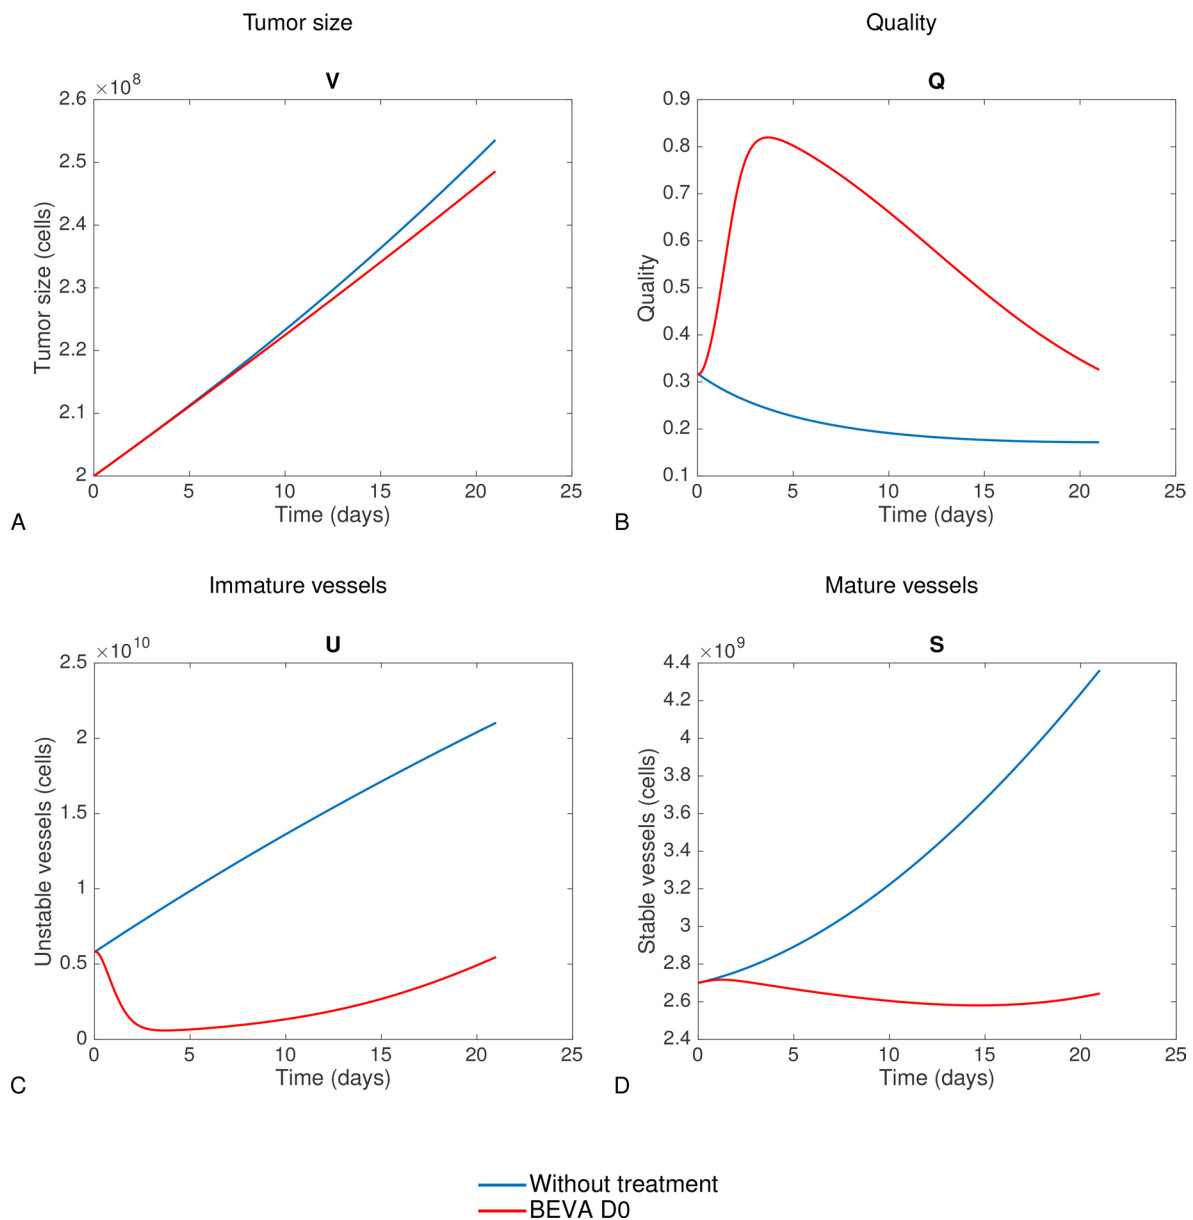 Tumor size
Quality
V
×10^8
2.6
2.5
2.4
2.3
2.2
2.1
2
Tumor size (cells)
0 5 10 15 20 25
Time (days)
A
Q
0.9
0.8
0.7
0.6
0.5
0.4
0.3
0.2
0.1
Quality
0 5 10 15 20 25
Time (days)
B
Immature vessels
Mature vessels
U
×10^10
2.5
2
1.5
1
0.5
0
Unstable vessels (cells)
0 5 10 15 20 25
Time (days)
C
S
×10^9
4.4
4.2
4
3.8
3.6
3.4
3.2
3
2.8
2.6
2.4
Stable vessels (cells)
0 5 10 15 20 25
Time (days)
D
Without treatment
BEVA D0